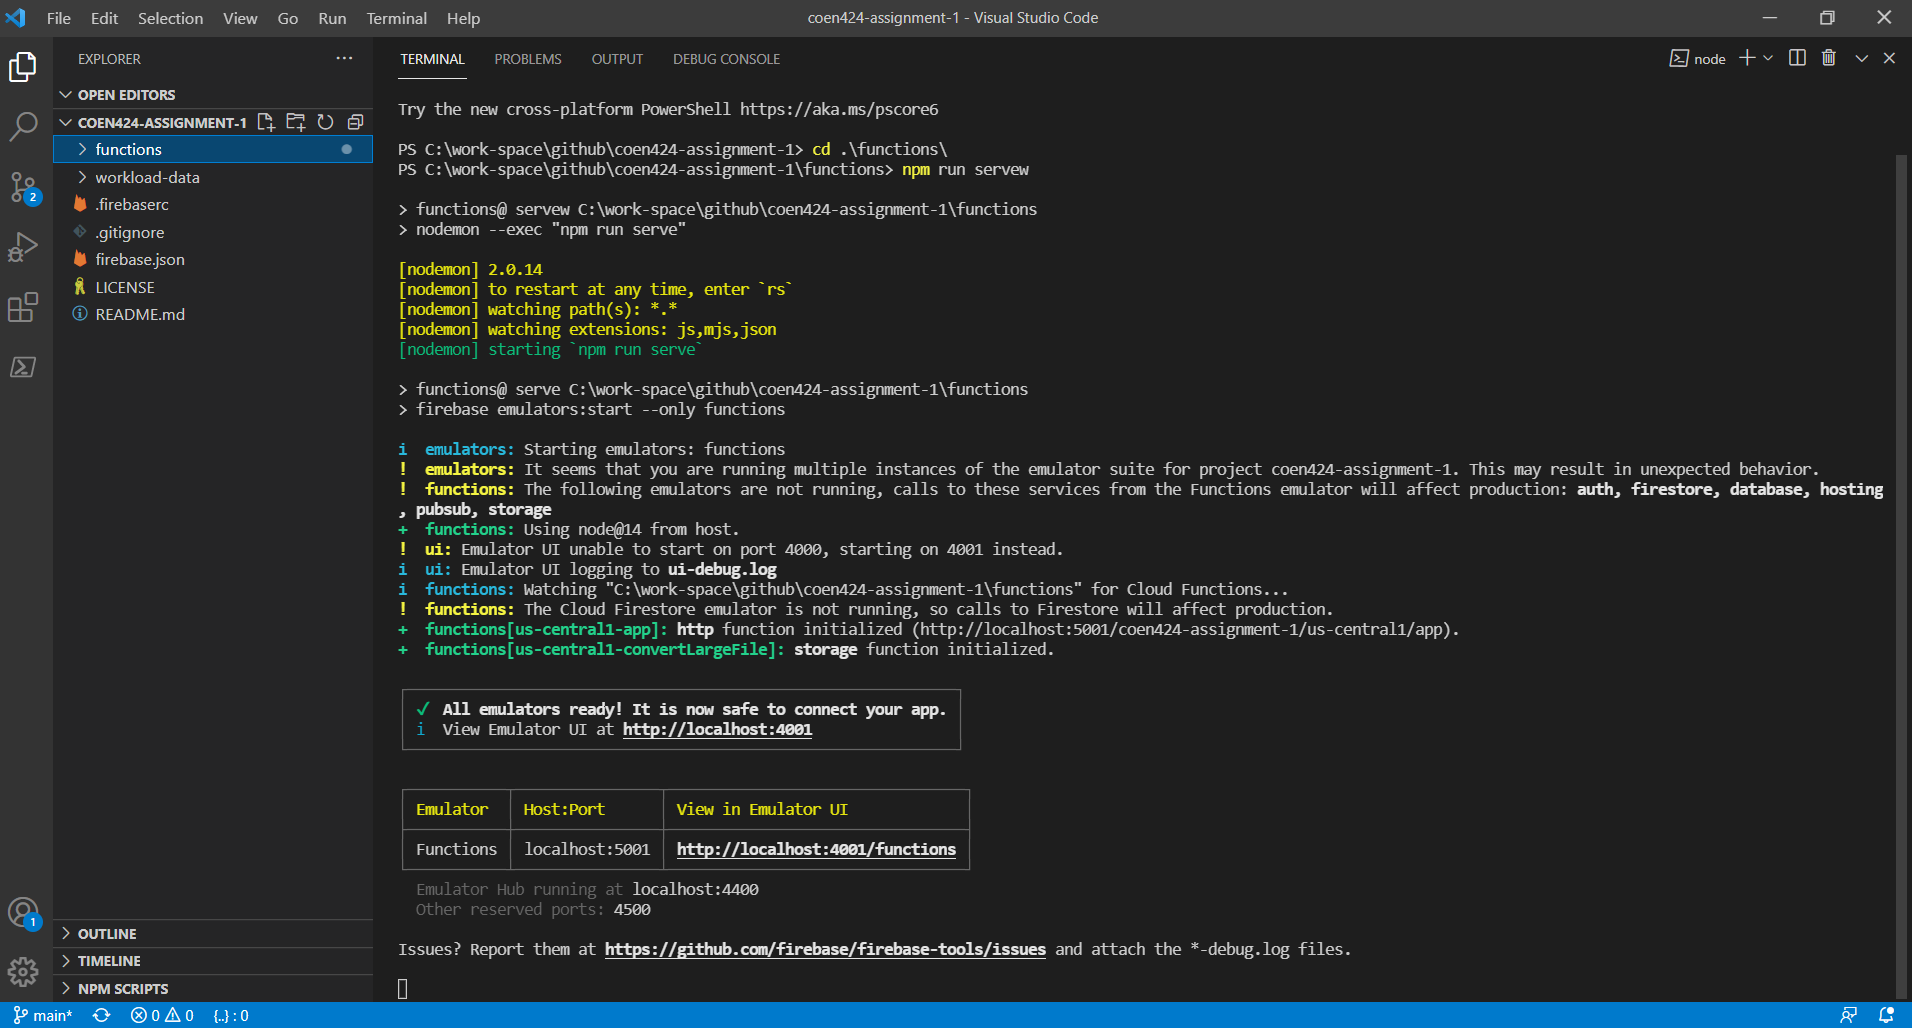 File Edit Selection View Go Run Terminal Help
coen424-assignment-1 - Visual Studio Code
EXPLORER
OPEN EDITORS
COEN424-ASSIGNMENT-1
functions
workload-data
.firebaserc
.gitignore
firebase.json
LICENSE
README.md
2
1
OUTLINE
TIMELINE
NPM SCRIPTS
TERMINAL PROBLEMS OUTPUT DEBUG CONSOLE
node
Try the new cross-platform PowerShell https://aka.ms/pscore6
PS C:\work-space\github\coen424-assignment-1> cd .\functions\
PS C:\work-space\github\coen424-assignment-1\functions> npm run servew
> functions@ servew C:\work-space\github\coen424-assignment-1\functions
> nodemon --exec "npm run serve"
[nodemon] 2.0.14
[nodemon] to restart at any time, enter `rs`
[nodemon] watching path(s): *.*
[nodemon] watching extensions: js,mjs,json
[nodemon] starting `npm run serve`
> functions@ serve C:\work-space\github\coen424-assignment-1\functions
> firebase emulators:start --only functions
i emulators: Starting emulators: functions
! emulators: It seems that you are running multiple instances of the emulator suite for project coen424-assignment-1. This may result in unexpected behavior.
! functions: The following emulators are not running, calls to these services from the Functions emulator will affect production: auth, firestore, database, hosting
, pubsub, storage
+ functions: Using node@14 from host.
! ui: Emulator UI unable to start on port 4000, starting on 4001 instead.
i ui: Emulator UI logging to ui-debug.log
i functions: Watching "C:\work-space\github\coen424-assignment-1\functions" for Cloud Functions...
! functions: The Cloud Firestore emulator is not running, so calls to Firestore will affect production.
+ functions[us-central1-app]: http function initialized (http://localhost:5001/coen424-assignment-1/us-central1/app).
+ functions[us-central1-convertLargeFile]: storage function initialized.
✓ All emulators ready! It is now safe to connect your app.
i View Emulator UI at http://localhost:4001
Emulator Host:Port View in Emulator UI
Functions localhost:5001 http://localhost:4001/functions
Emulator Hub running at localhost:4400
Other reserved ports: 4500
Issues? Report them at https://github.com/firebase/firebase-tools/issues and attach the *-debug.log files.
main* 0 0 {..} : 0